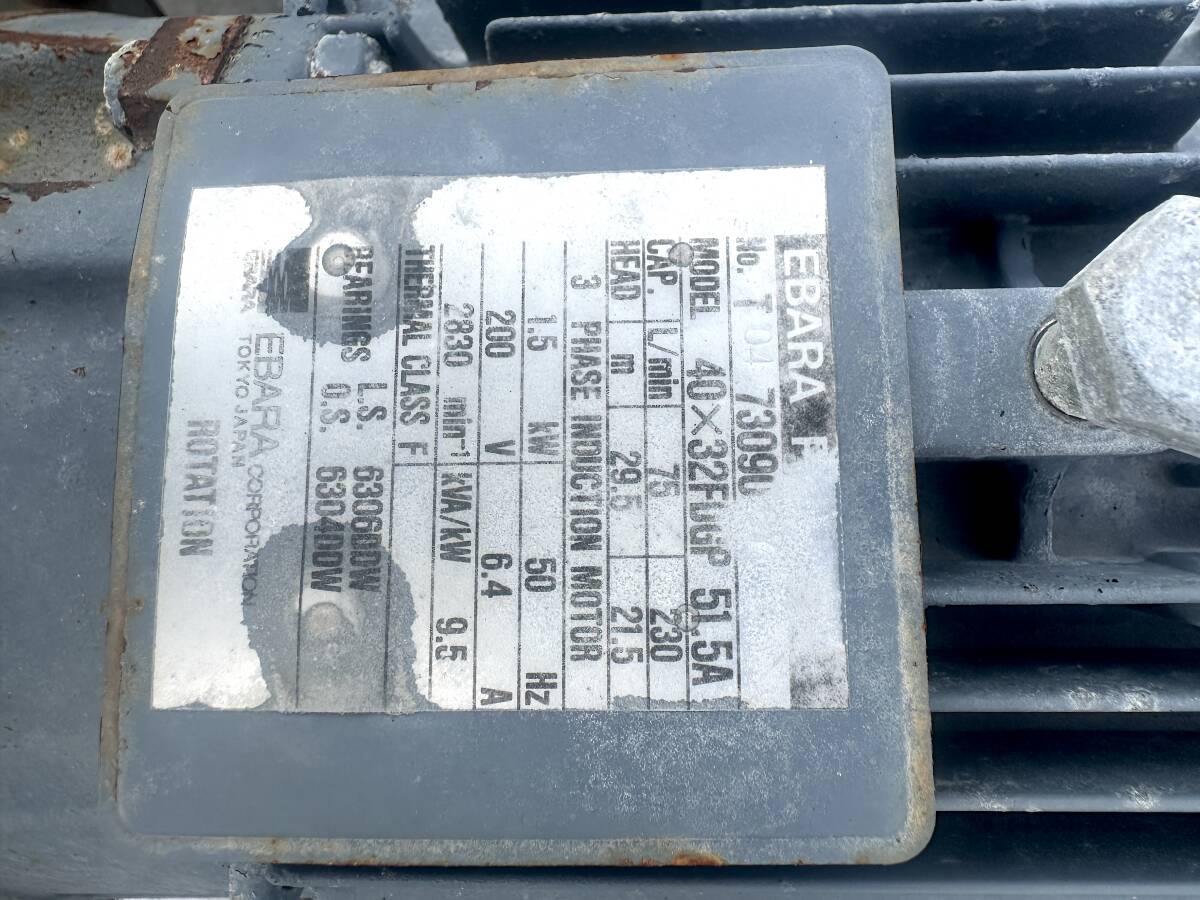 EBARA
No. T 04 73090
MODEL 40×32FDGP 51.5A
CAP. L/min 75 230
HEAD m 29.5 21.5
3 PHASE INDUCTION MOTOR
1.5 kW 50 Hz
200 V 6.4 A
2830 min⁻¹ kVA/kW 9.5
THERMAL CLASS F
BEARINGS L.S. 6306DDW
O.S. 6304DDW
EBARA CORPORATION
TOKYO JAPAN
ROTATION